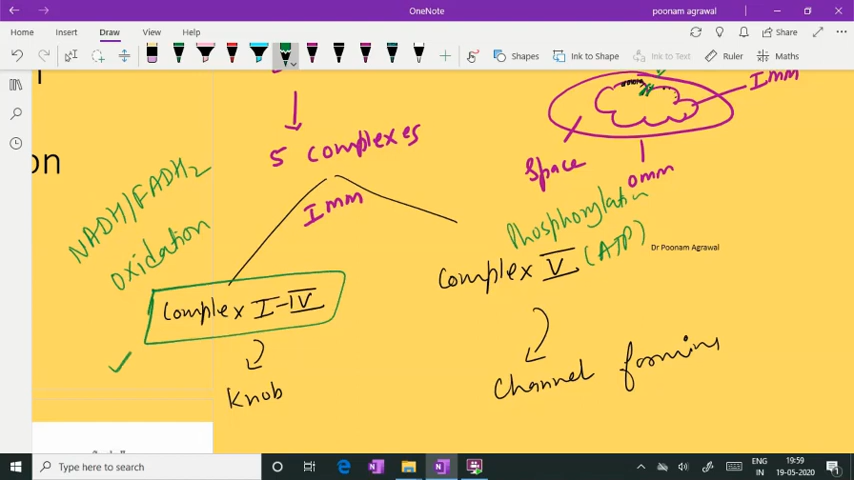 OneNote
poonam agrawal
Home
Insert
Draw
View
Help
Share
Shapes
Ink to Shape
Ink to Text
Ruler
Maths
on
5 complexes
Imm
Imm
Space
omm
NADH/FADH2
oxidation
Phosphorylation
(ATP)
Dr Poonam Agrawal
Complex I-IV
Complex V
Knob
Channel forming
Type here to search
ENG
IN
19:59
19-05-2020
1